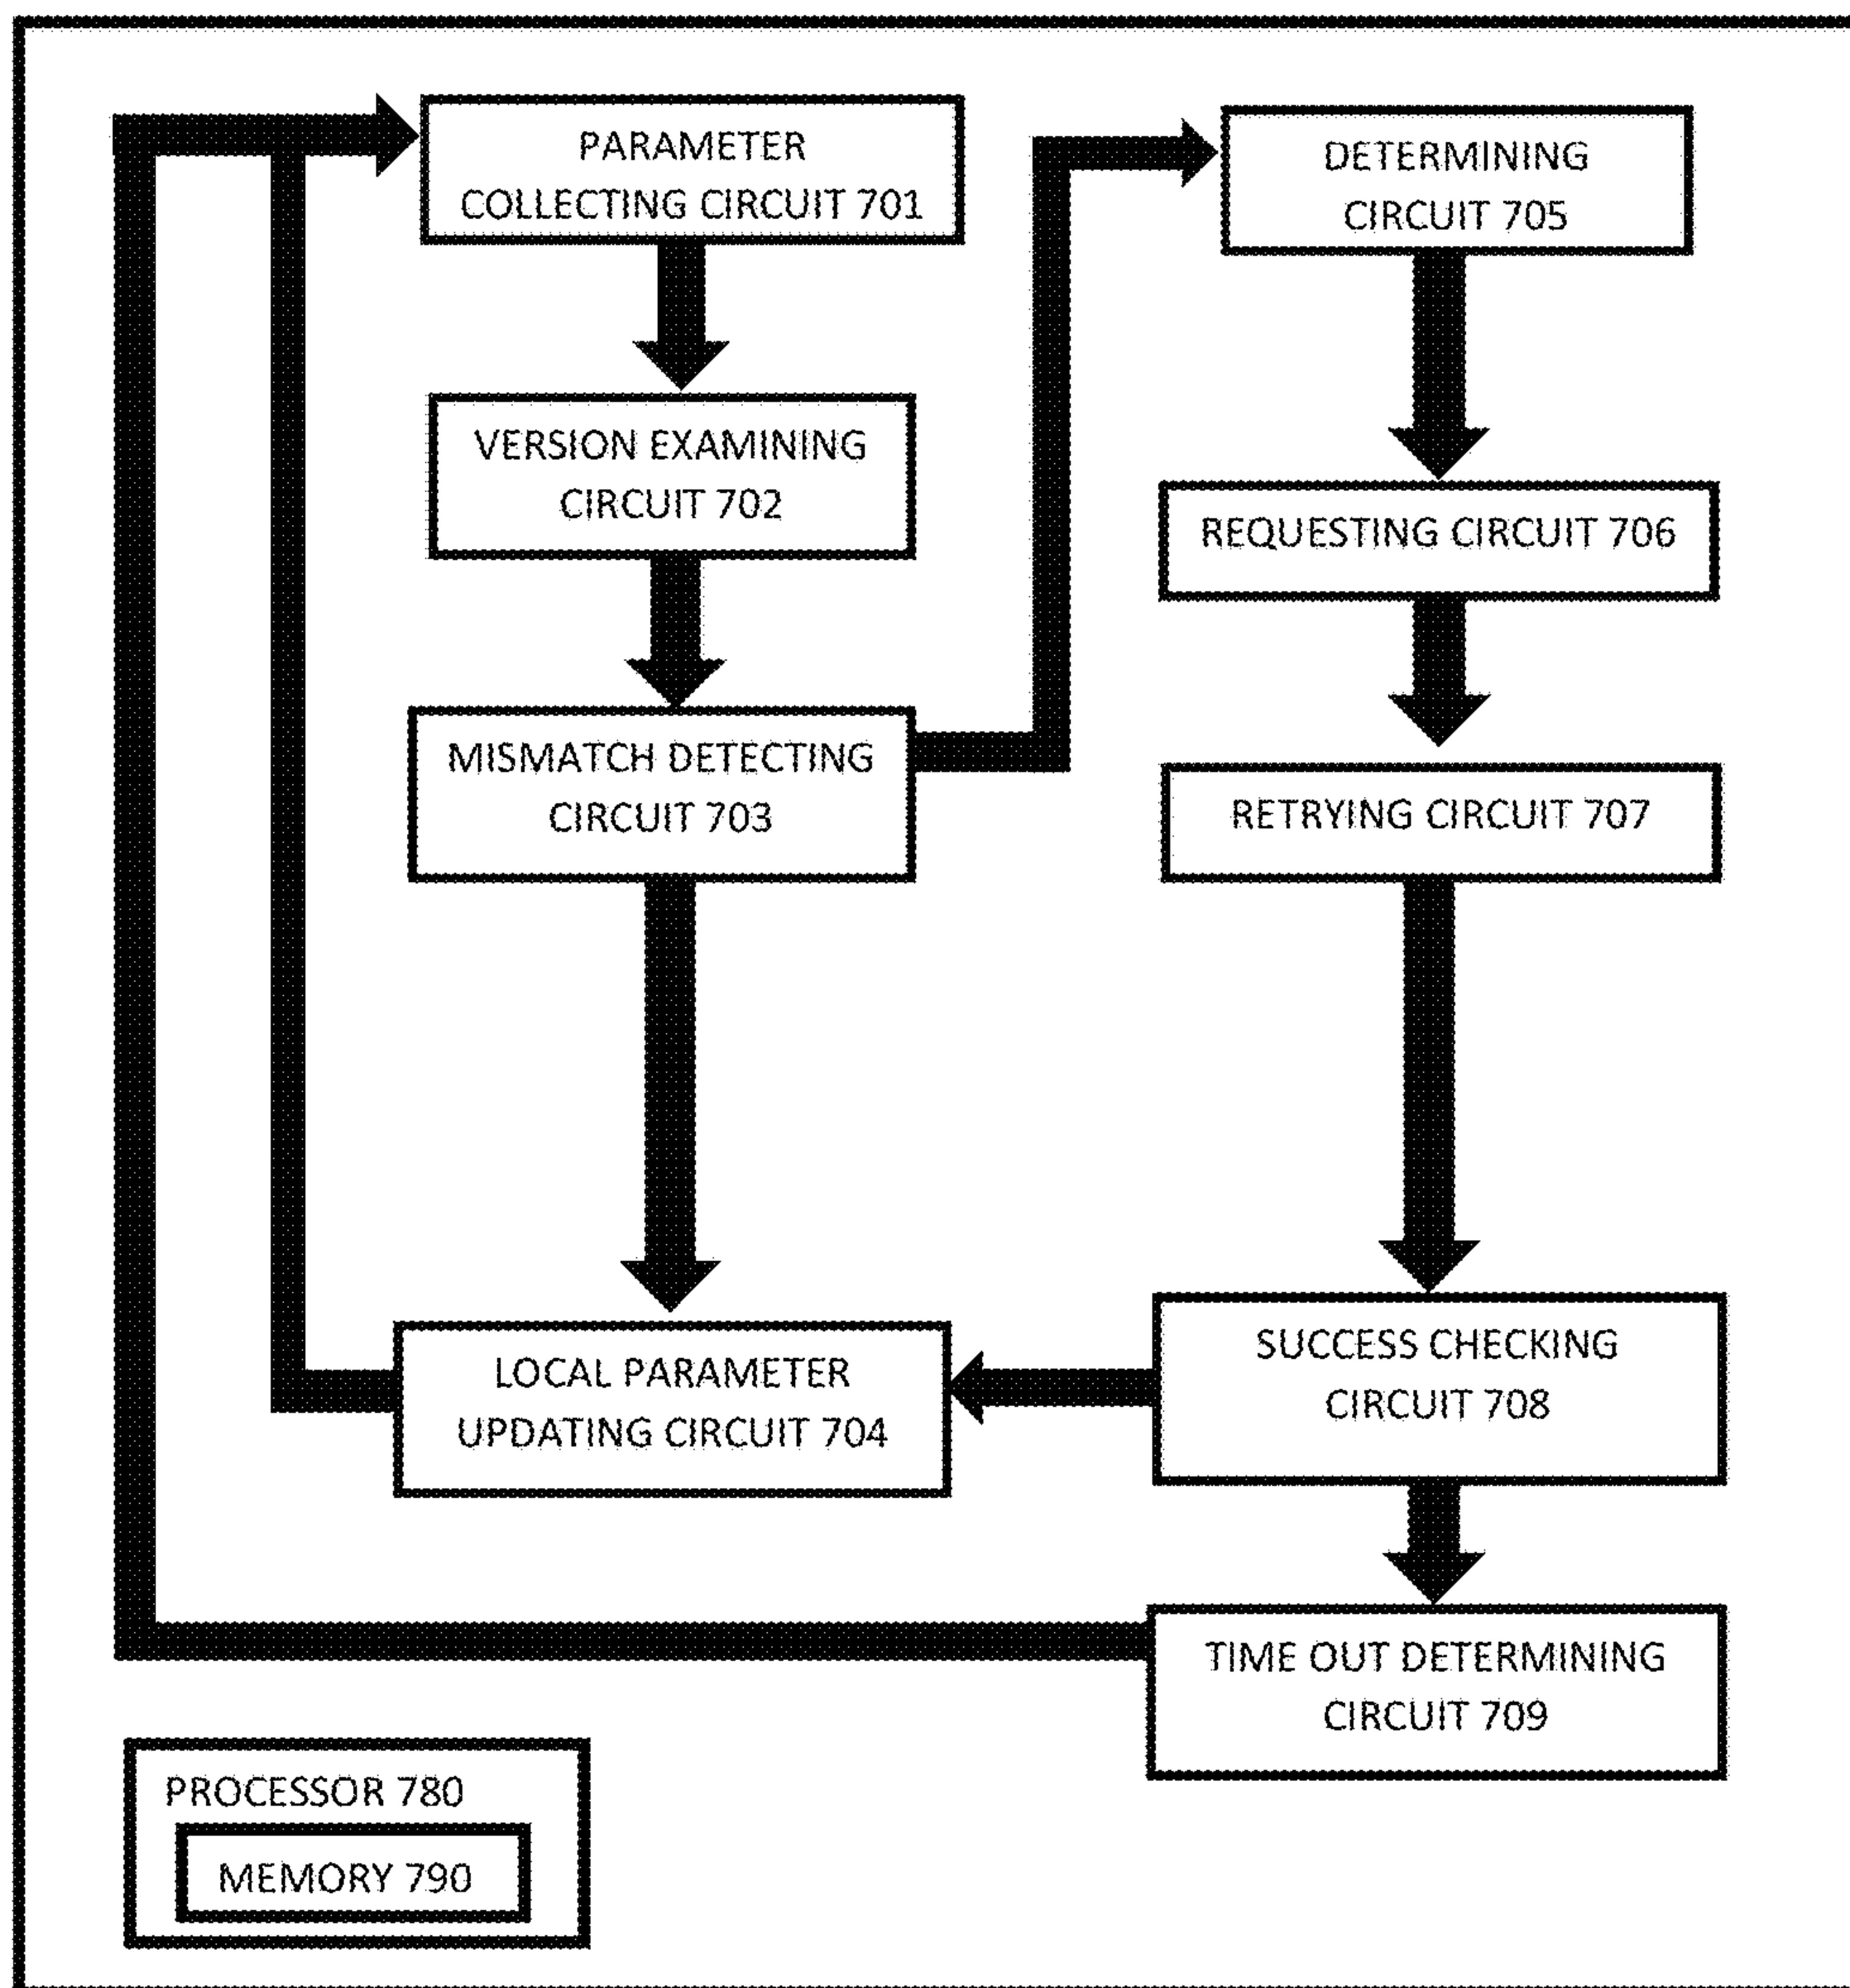 PARAMETER
COLLECTING CIRCUIT 701
VERSION EXAMINING
CIRCUIT 702
MISMATCH DETECTING
CIRCUIT 703
LOCAL PARAMETER
UPDATING CIRCUIT 704
DETERMINING
CIRCUIT 705
REQUESTING CIRCUIT 706
RETRYING CIRCUIT 707
SUCCESS CHECKING
CIRCUIT 708
TIME OUT DETERMINING
CIRCUIT 709
PROCESSOR 780
MEMORY 790